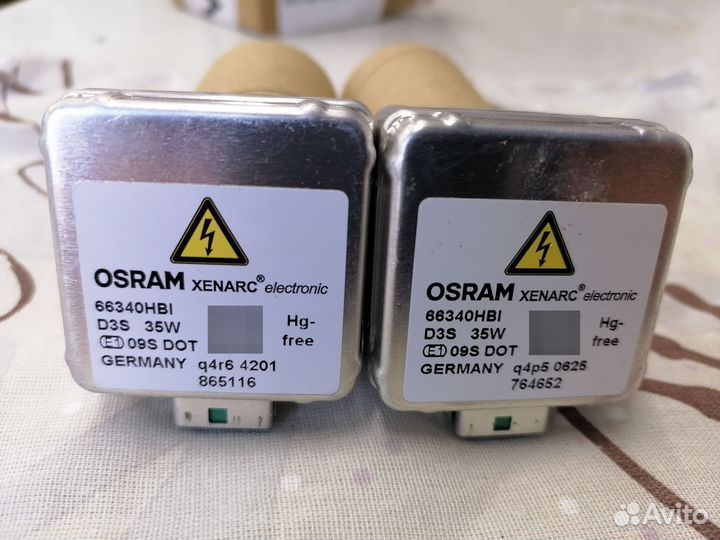 OSRAM XENARC® electronic
66340HBI
D3S 35W
Hg-free
E1 09S DOT
GERMANY q4r6 4201
865116
OSRAM XENARC® electronic
66340HBI
D3S 35W
Hg-free
E1 09S DOT
GERMANY q4p5 0625
764652
Avito